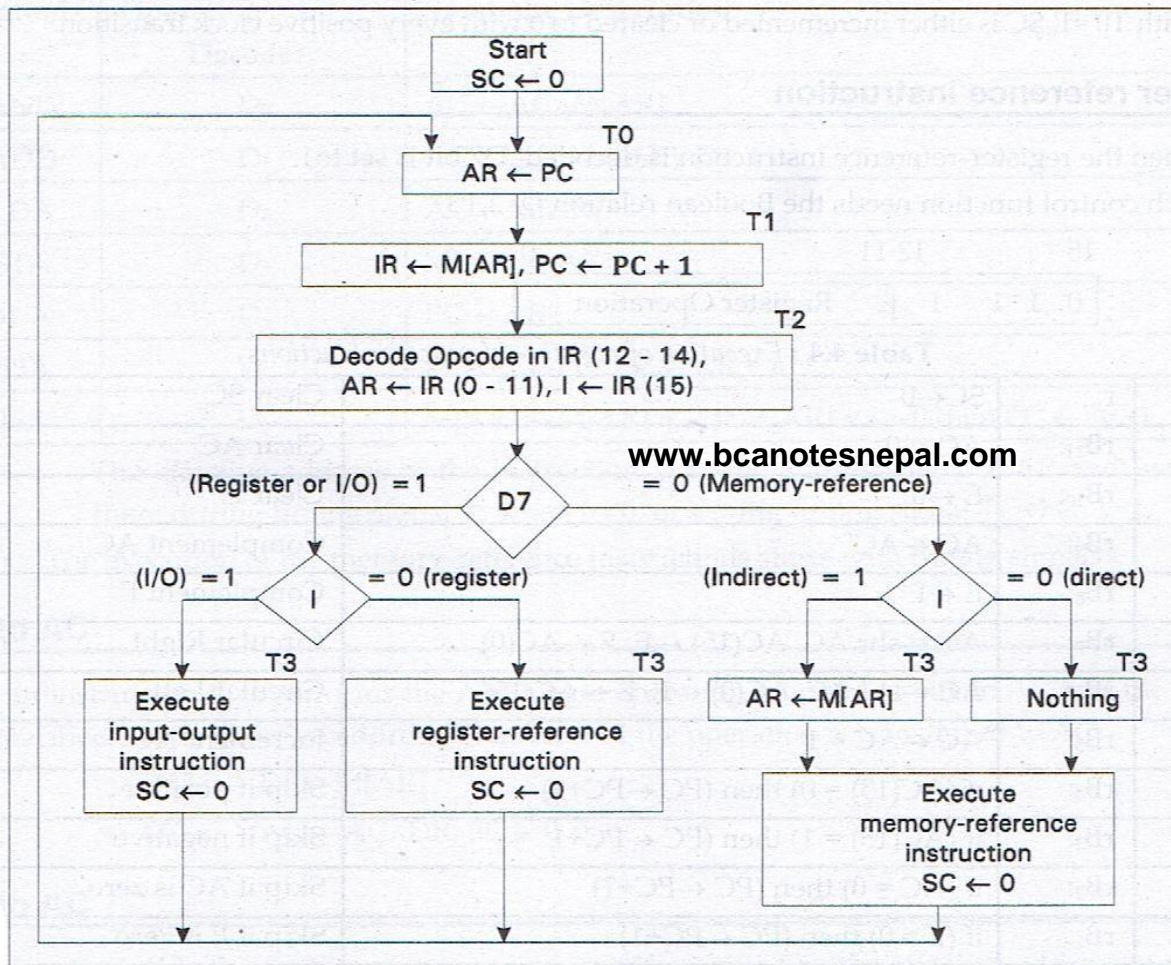 Start
SC ← 0
T0
AR ← PC
T1
IR ← M[AR], PC ← PC + 1
T2
Decode Opcode in IR (12 - 14),
AR ← IR (0 - 11), I ← IR (15)
www.bcanotesnepal.com
(Register or I/O) = 1
D7
= 0 (Memory-reference)
(I/O) = 1
I
= 0 (register)
(Indirect) = 1
I
= 0 (direct)
T3
T3
T3
T3
Execute
input-output
instruction
SC ← 0
Execute
register-reference
instruction
SC ← 0
AR ←M[AR]
Nothing
Execute
memory-reference
instruction
SC ← 0